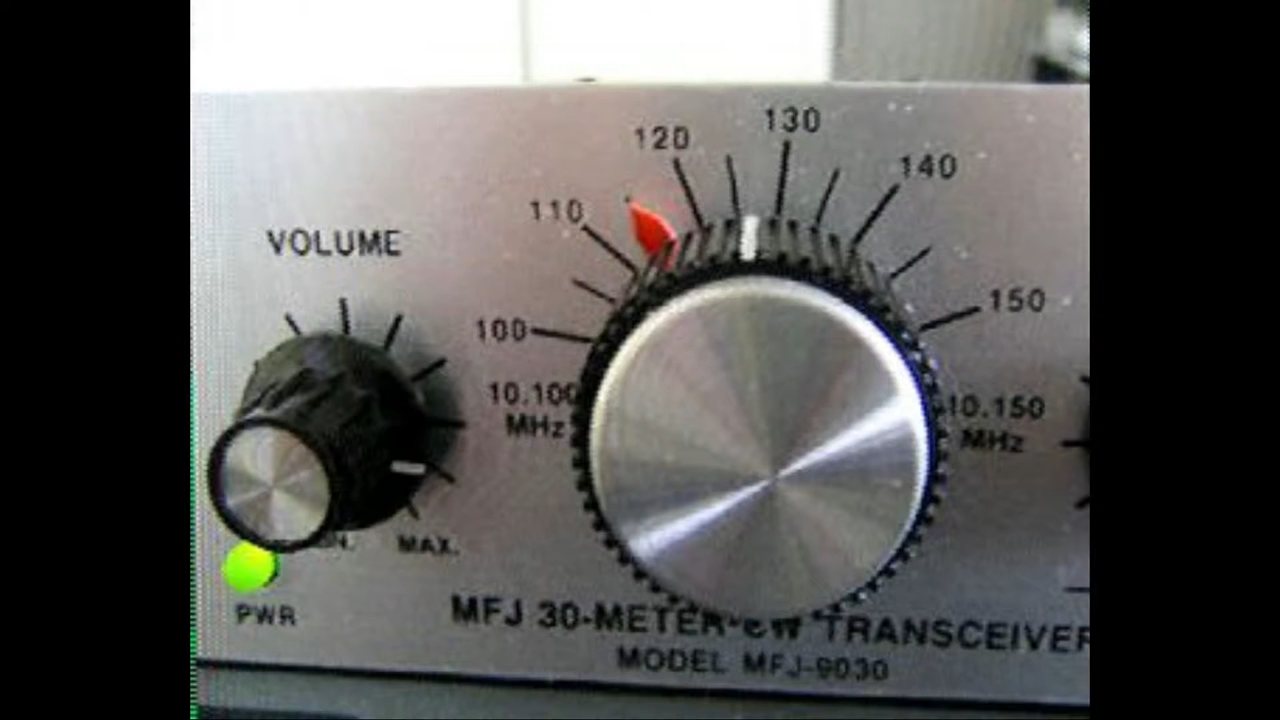 130
120
140
110
VOLUME
150
100
10.100
MHz
10.150
MHz
MAX.
PWR
MFJ 30-METER CW TRANSCEIVER
MODEL MFJ-9030